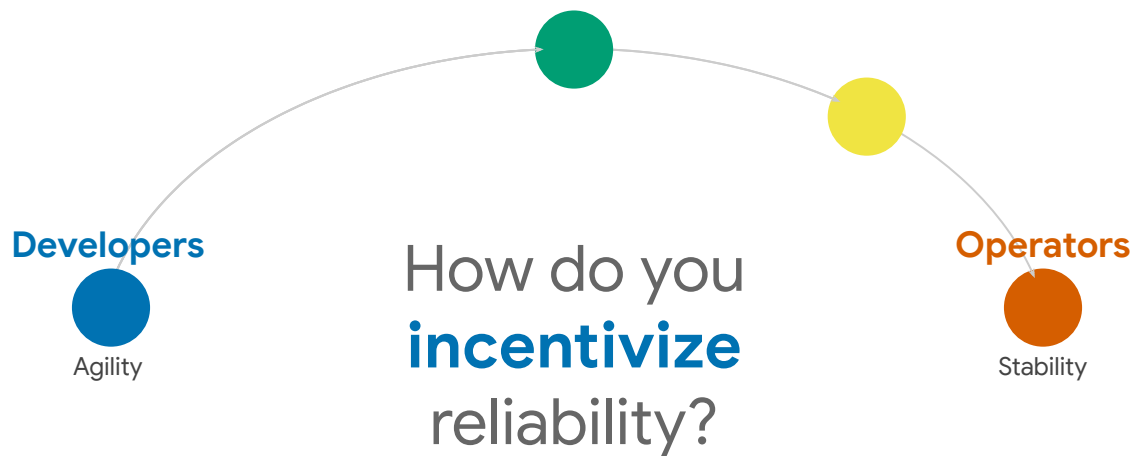 Developers
Operators
How do you
incentivize
reliability?
Agility
Stability